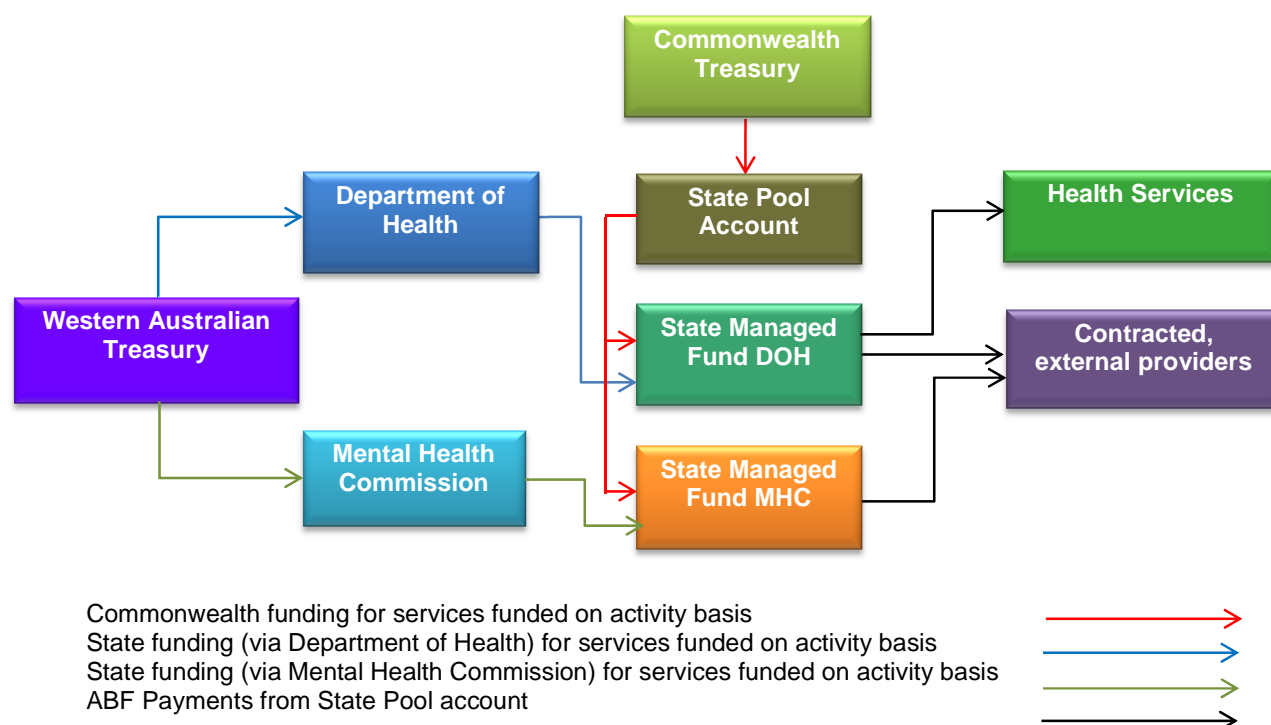 Commonwealth
Treasury
Department of
Health
State Pool
Account
Health Services
Western Australian
Treasury
State Managed
Fund DOH
Contracted,
external providers
Mental Health
Commission
State Managed
Fund MHC
Commonwealth funding for services funded on activity basis
State funding (via Department of Health) for services funded on activity basis
State funding (via Mental Health Commission) for services funded on activity basis
ABF Payments from State Pool account